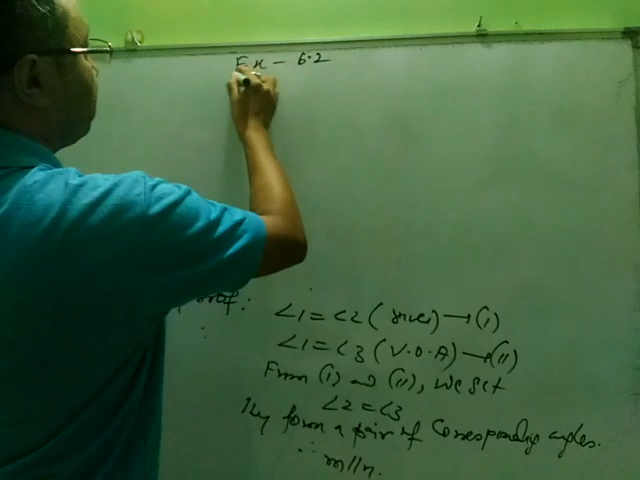 Ex - 6.2
proof:
∠1 = ∠2 (given) → (i)
∠1 = ∠3 (V.O.A) → (ii)
From (i) and (ii), we get
∠2 = ∠3
They form a pair of corresponding angles.
∴ m||n.